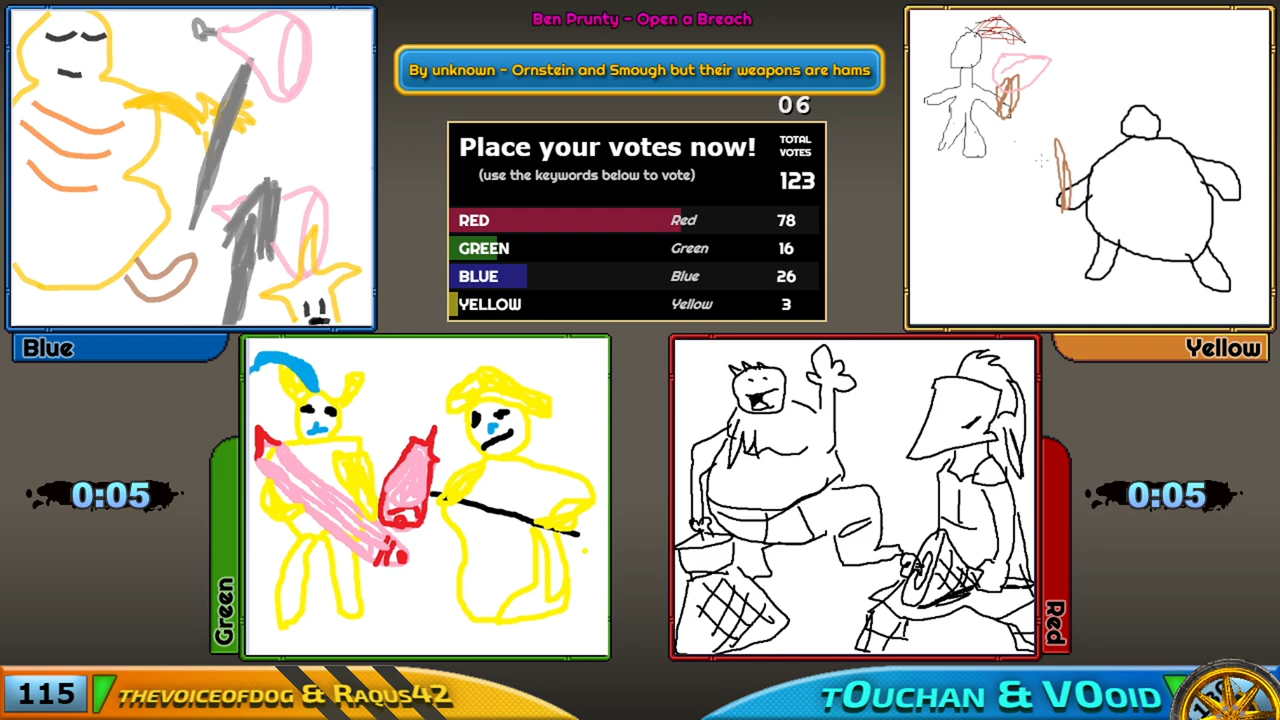 Ben Prunty - Open a Breach
By unknown - Ornstein and Smough but their weapons are hams
06
Place your votes now!
(use the keywords below to vote)
TOTAL
VOTES
123
RED Red 78
GREEN Green 16
BLUE Blue 26
YELLOW Yellow 3
Blue
Yellow
0:05
0:05
Green
Red
115
THEVOICEOFDOG & RAQUS42
TOUCHAN & VOOID